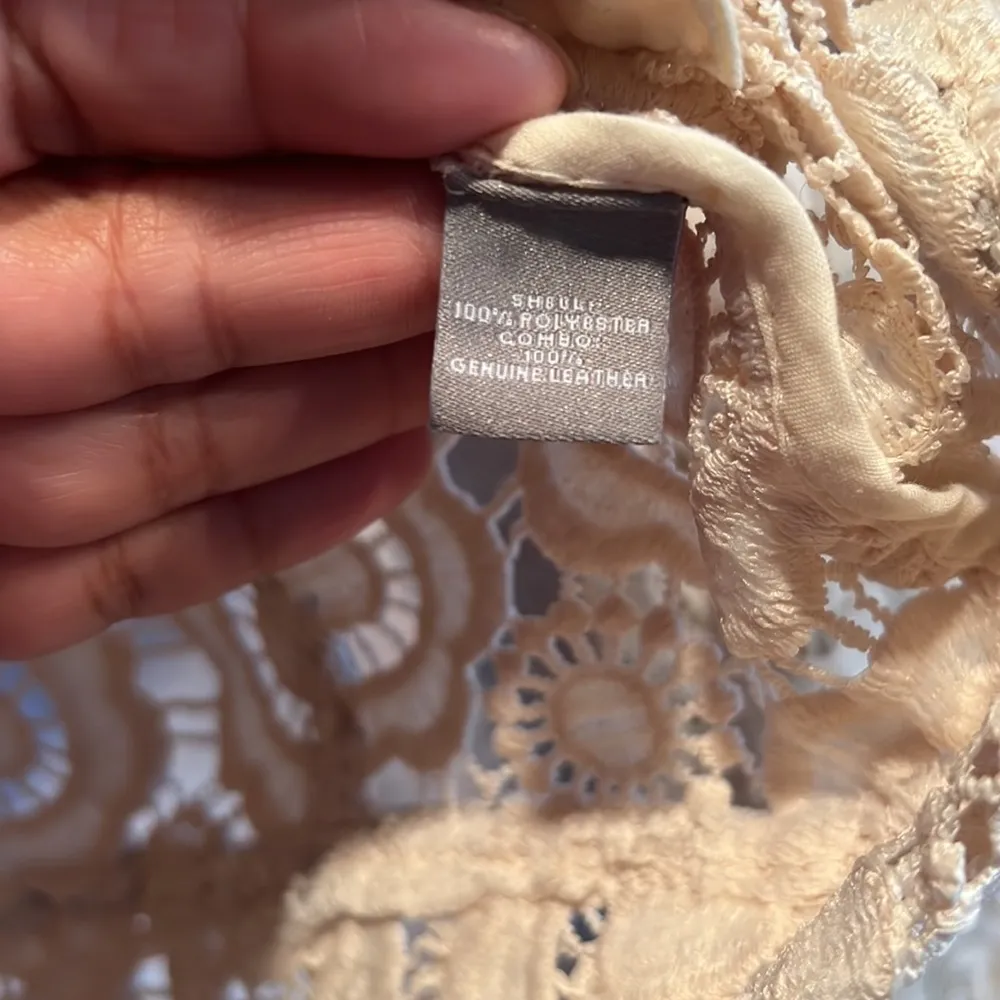 SHELL:
100% POLYESTER
COMBO:
100%
GENUINE LEATHER